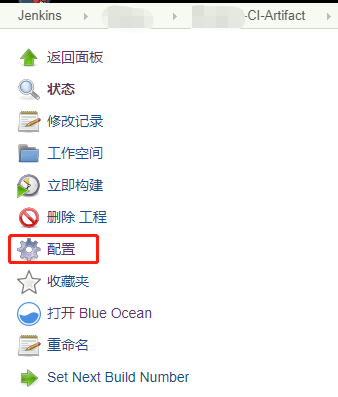 Jenkins
-CI-Artifact
返回面板
状态
修改记录
工作空间
立即构建
删除 工程
配置
收藏夹
打开 Blue Ocean
重命名
Set Next Build Number